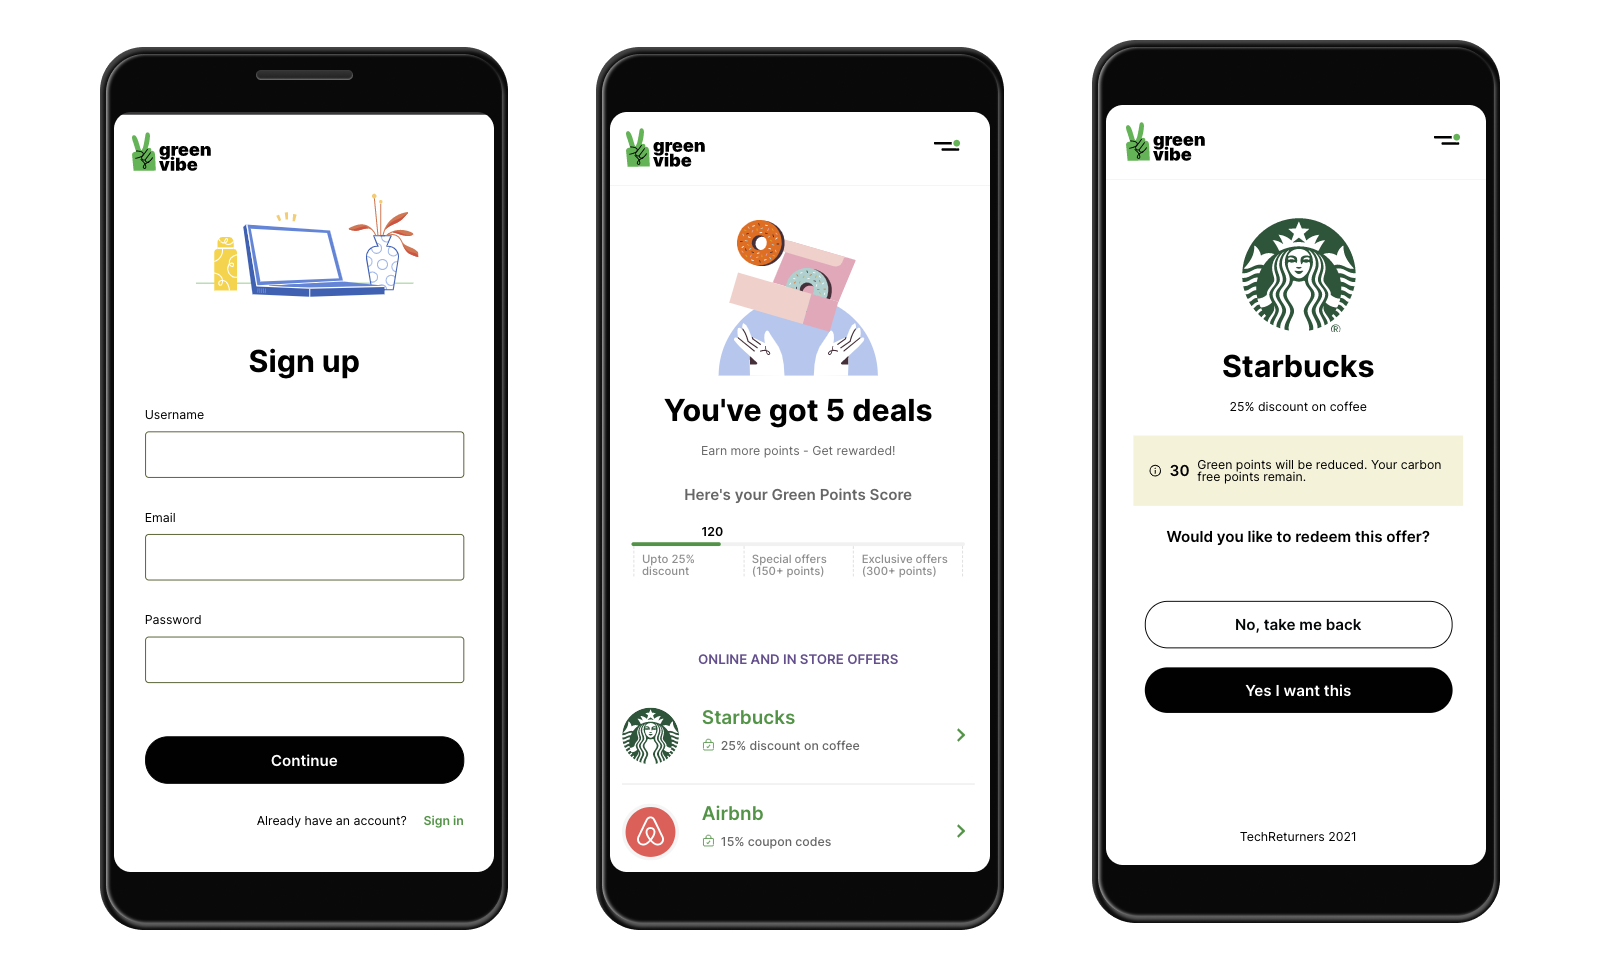 green
vibe
Sign up
Username
Email
Password
Continue
Already have an account? Sign in
green
vibe
You've got 5 deals
Earn more points - Get rewarded!
Here's your Green Points Score
120
Upto 25%
discount
Special offers
(150+ points)
Exclusive offers
(300+ points)
ONLINE AND IN STORE OFFERS
Starbucks
25% discount on coffee
Airbnb
15% coupon codes
green
vibe
®
Starbucks
25% discount on coffee
30 Green points will be reduced. Your carbon
free points remain.
Would you like to redeem this offer?
No, take me back
Yes I want this
TechReturners 2021